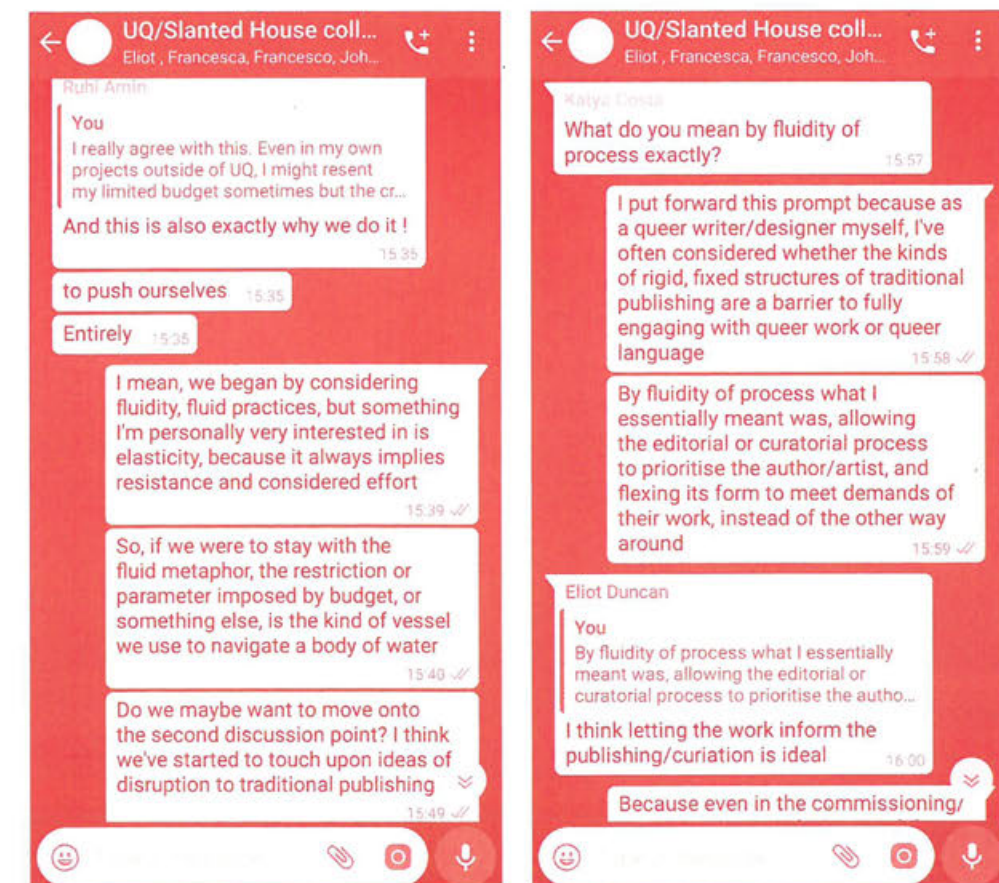 UQ/Slanted House coll...
Eliot , Francesca, Francesco, Joh...
Ruhi Amin
You
I really agree with this. Even in my own
projects outside of UQ, I might resent
my limited budget sometimes but the cr...
And this is also exactly why we do it !
15:35
to push ourselves 15:35
Entirely 15:35
I mean, we began by considering
fluidity, fluid practices, but something
I'm personally very interested in is
elasticity, because it always implies
resistance and considered effort
15:39
So, if we were to stay with the
fluid metaphor, the restriction or
parameter imposed by budget, or
something else, is the kind of vessel
we use to navigate a body of water
15:40
Do we maybe want to move onto
the second discussion point? I think
we've started to touch upon ideas of
disruption to traditional publishing
15:49
UQ/Slanted House coll...
Eliot , Francesca, Francesco, Joh...
Katya Costa
What do you mean by fluidity of
process exactly?
15:57
I put forward this prompt because as
a queer writer/designer myself, I've
often considered whether the kinds
of rigid, fixed structures of traditional
publishing are a barrier to fully
engaging with queer work or queer
language
15:58
By fluidity of process what I
essentially meant was, allowing
the editorial or curatorial process
to prioritise the author/artist, and
flexing its form to meet demands of
their work, instead of the other way
around
15:59
Eliot Duncan
You
By fluidity of process what I essentially
meant was, allowing the editorial or
curatorial process to prioritise the autho...
I think letting the work inform the
publishing/curiation is ideal
16:00
Because even in the commissioning/